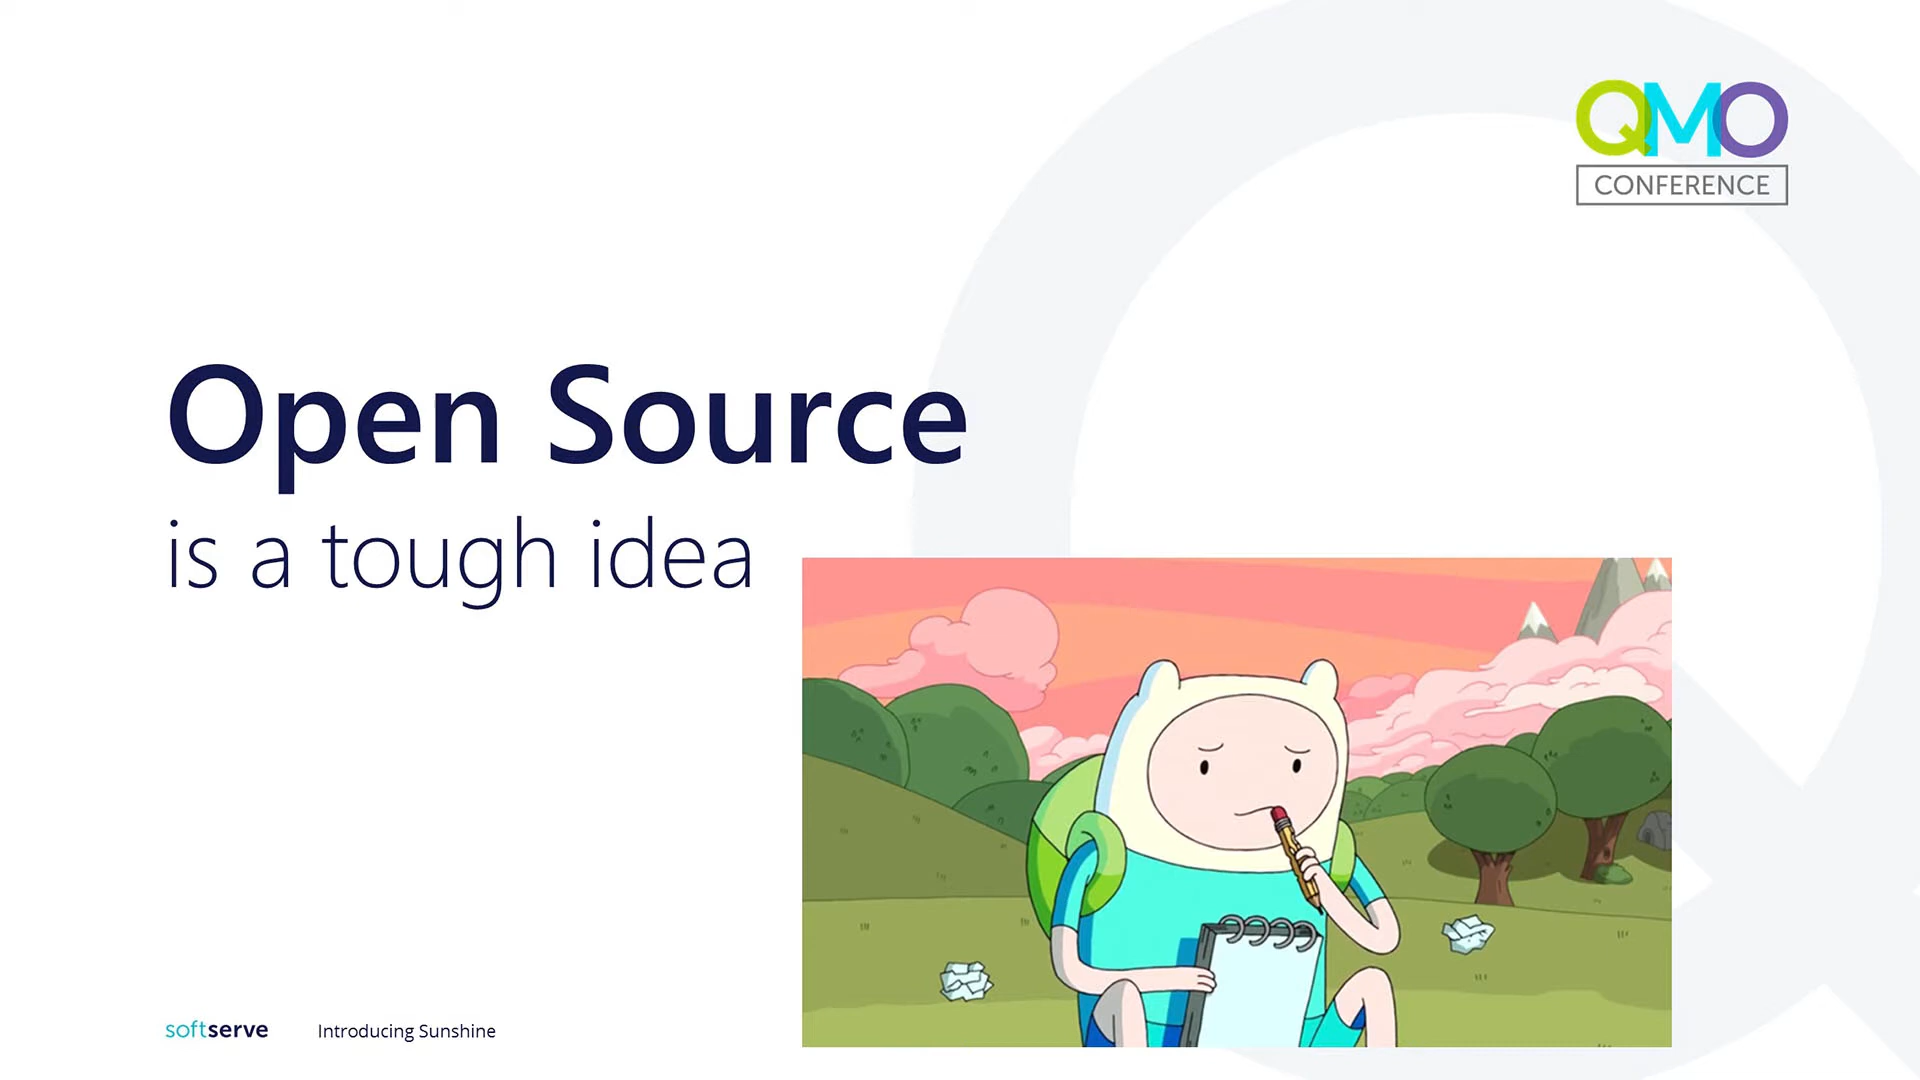 QMO
CONFERENCE
Open Source
is a tough idea
softserve
Introducing Sunshine